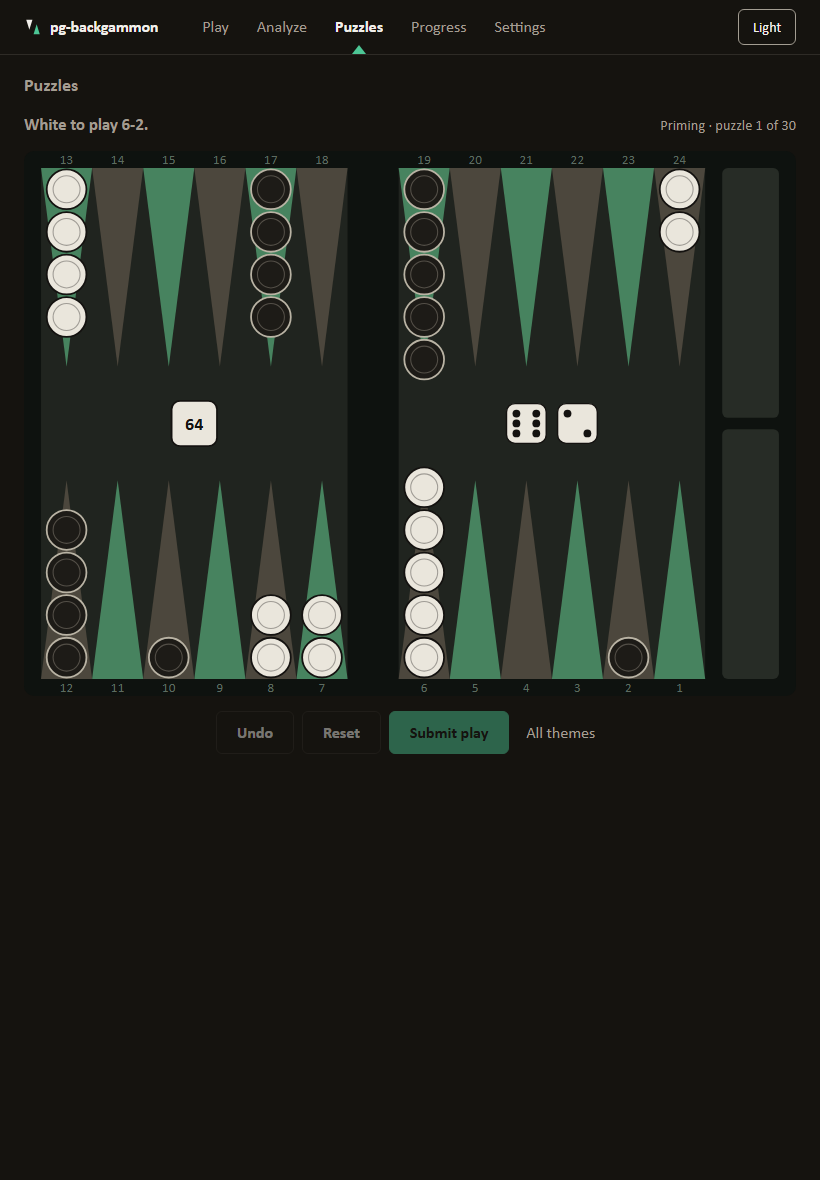 pg-backgammon Play Analyze Puzzles Progress Settings Light
Puzzles
White to play 6-2. Priming · puzzle 1 of 30
13 14 15 16 17 18 19 20 21 22 23 24
64
12 11 10 9 8 7 6 5 4 3 2 1
Undo Reset Submit play All themes